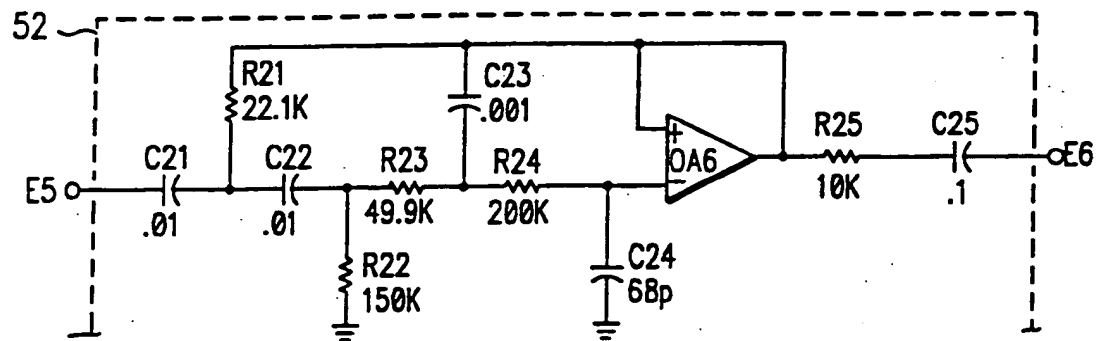 52
R21
22.1K
C23
.001
C21
.01
C22
.01
R23
49.9K
R24
200K
+
OA6
−
R25
10K
C25
.1
E5
E6
R22
150K
C24
68p